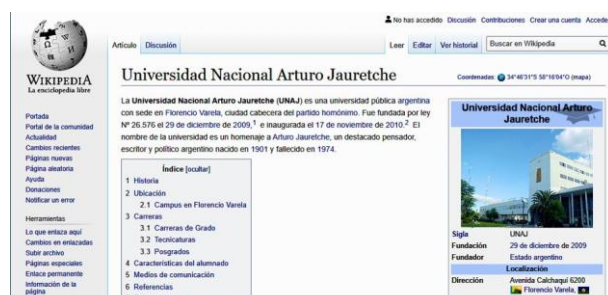 No has accedido Discusión Contribuciones Crear una cuenta Accede
Artículo Discusión
Leer Editar Ver historial Buscar en Wikipedia
WIKIPEDIA
La enciclopedia libre
Portada
Portal de la comunidad
Actualidad
Cambios recientes
Páginas nuevas
Página aleatoria
Ayuda
Donaciones
Notificar un error
Herramientas
Lo que enlaza aquí
Cambios en enlazadas
Subir archivo
Páginas especiales
Enlace permanente
Información de la
página
Universidad Nacional Arturo Jauretche
Coordenadas 34°46′31″S 58°16′04″O (mapa)
La Universidad Nacional Arturo Jauretche (UNAJ) es una universidad pública argentina
con sede en Florencio Varela, ciudad cabecera del partido homónimo. Fue fundada por ley
Nº 26.576 el 29 de diciembre de 2009,1 e inaugurada el 17 de noviembre de 2010.2 El
nombre de la universidad es un homenaje a Arturo Jauretche, un destacado pensador,
escritor y político argentino nacido en 1901 y fallecido en 1974.
Índice [ocultar]
1 Historia
2 Ubicación
2.1 Campus en Florencio Varela
3 Carreras
3.1 Carreras de Grado
3.2 Tecnicaturas
3.3 Posgrados
4 Características del alumnado
5 Medios de comunicación
6 Referencias
Universidad Nacional Arturo
Jauretche
Sigla UNAJ
Fundación 29 de diciembre de 2009
Fundador Estado argentino
Localización
Dirección Avenida Calchaquí 6200
Florencio Varela,